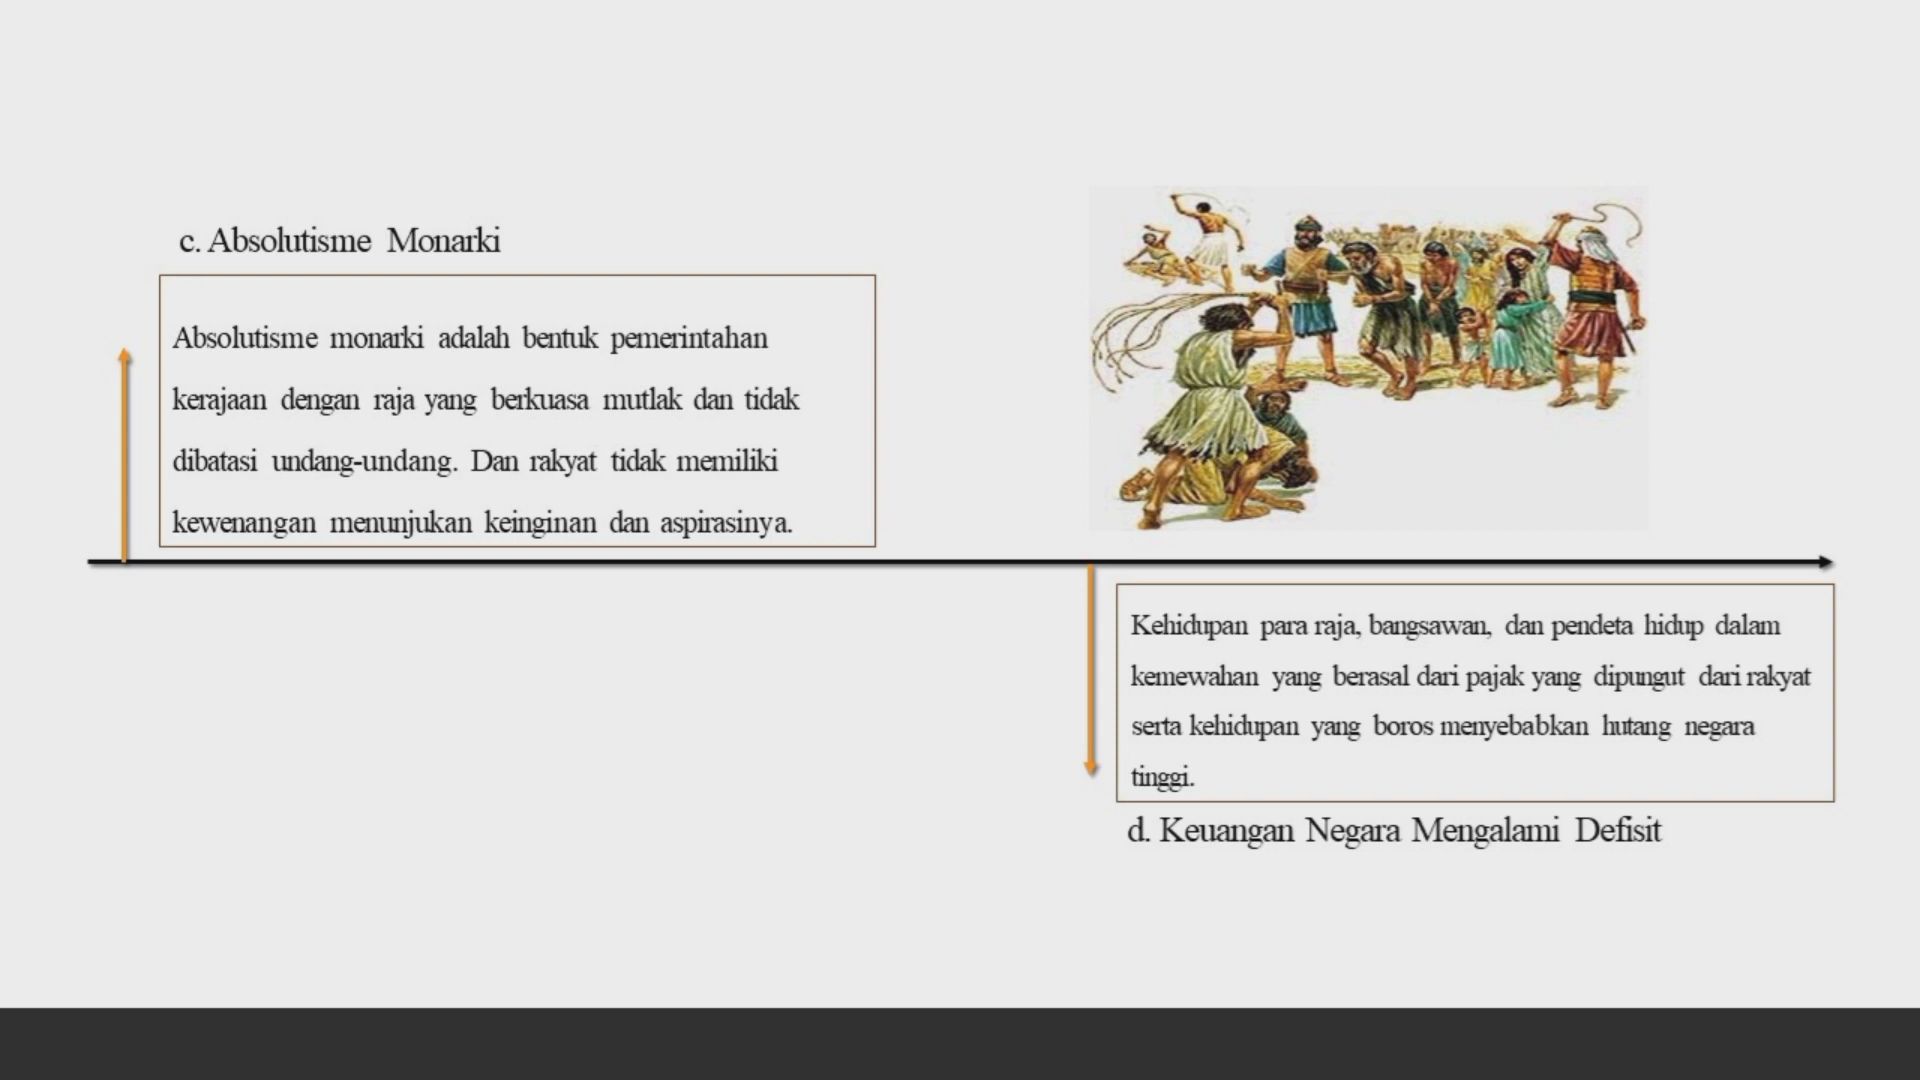 c. Absolutisme Monarki
Absolutisme monarki adalah bentuk pemerintahan
kerajaan dengan raja yang berkuasa mutlak dan tidak
dibatasi undang-undang. Dan rakyat tidak memiliki
kewenangan menunjukan keinginan dan aspirasinya.
Kehidupan para raja, bangsawan, dan pendeta hidup dalam
kemewahan yang berasal dari pajak yang dipungut dari rakyat
serta kehidupan yang boros menyebabkan hutang negara
tinggi.
d. Keuangan Negara Mengalami Defisit